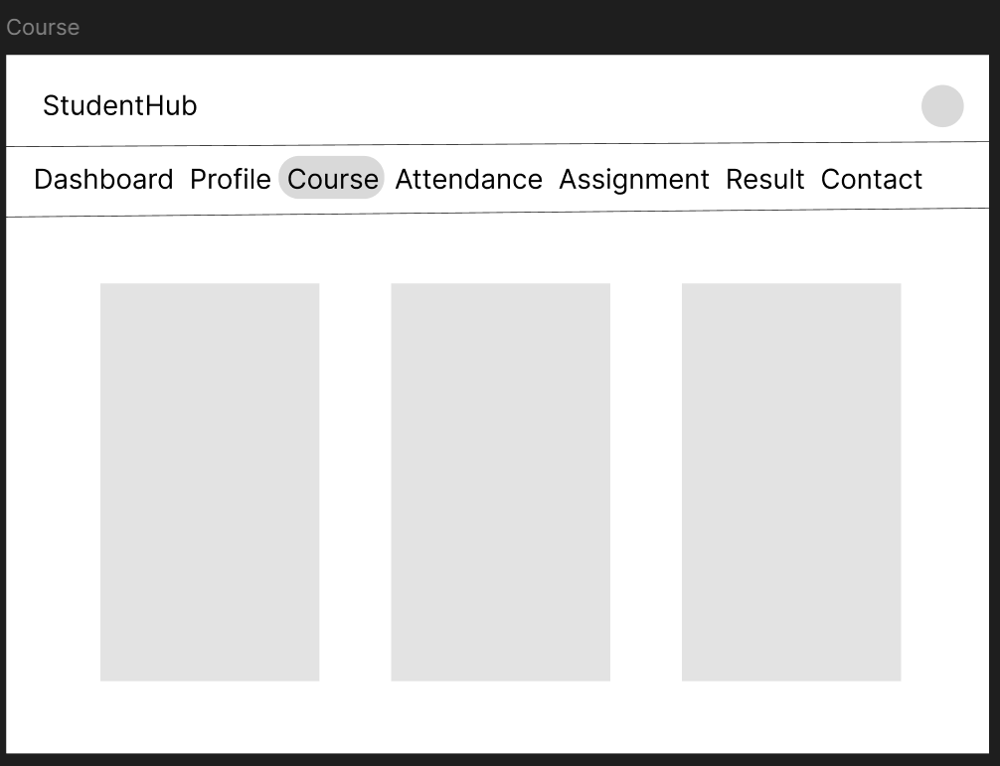 Course
StudentHub
Dashboard Profile Course Attendance Assignment Result Contact